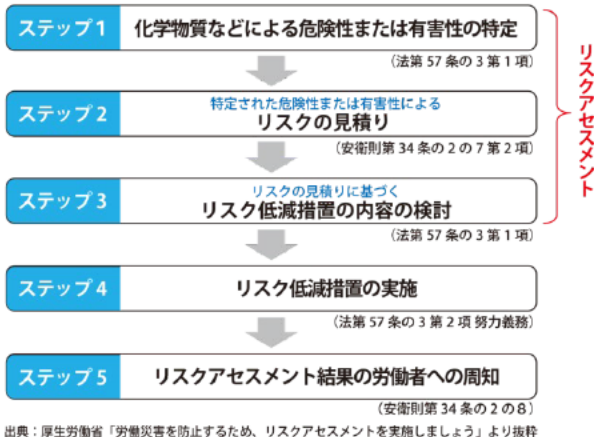 ステップ1 化学物質などによる危険性または有害性の特定
(法第57条の3第1項)
ステップ2 特定された危険性または有害性による
リスクの見積り
(安衛則第34条の2の7第2項)
ステップ3 リスクの見積りに基づく
リスク低減措置の内容の検討
(法第57条の3第1項)
リスクアセスメント
ステップ4 リスク低減措置の実施
(法第57条の3第2項 努力義務)
ステップ5 リスクアセスメント結果の労働者への周知
(安衛則第34条の2の8)
出典:厚生労働省「労働災害を防止するため、リスクアセスメントを実施しましょう」より抜粋